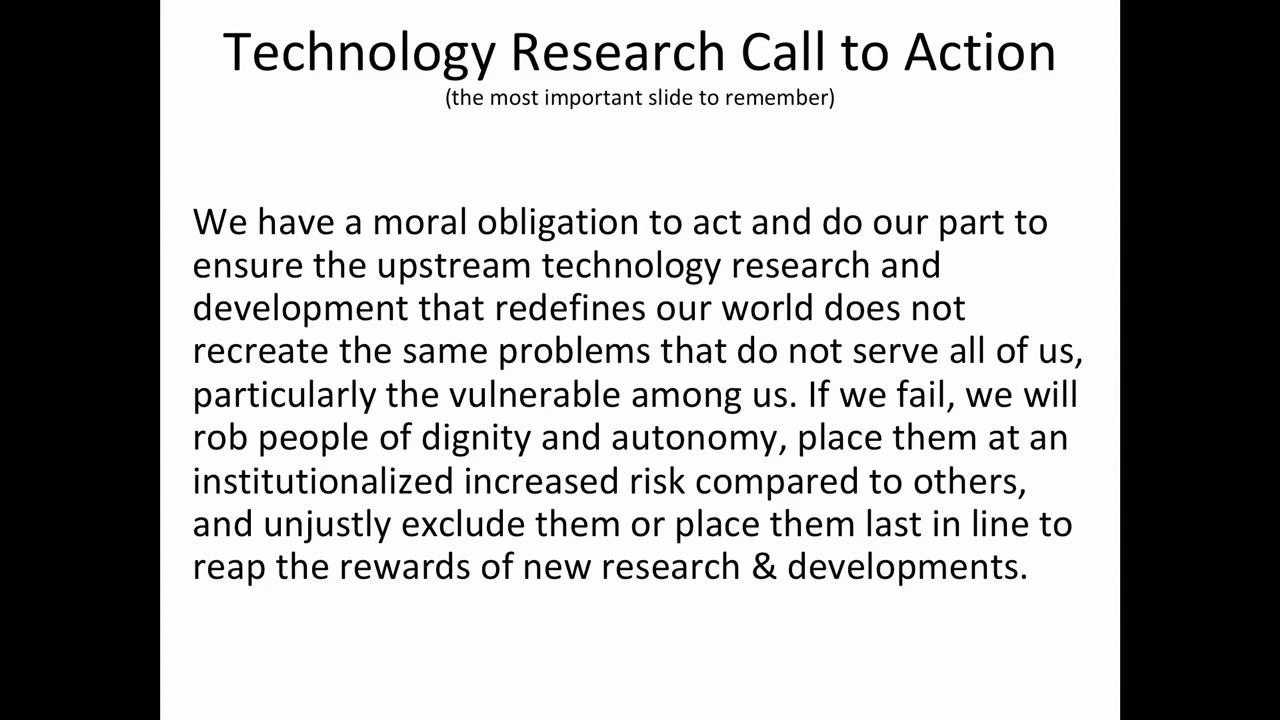 Technology Research Call to Action
(the most important slide to remember)
We have a moral obligation to act and do our part to
ensure the upstream technology research and
development that redefines our world does not
recreate the same problems that do not serve all of us,
particularly the vulnerable among us. If we fail, we will
rob people of dignity and autonomy, place them at an
institutionalized increased risk compared to others,
and unjustly exclude them or place them last in line to
reap the rewards of new research & developments.